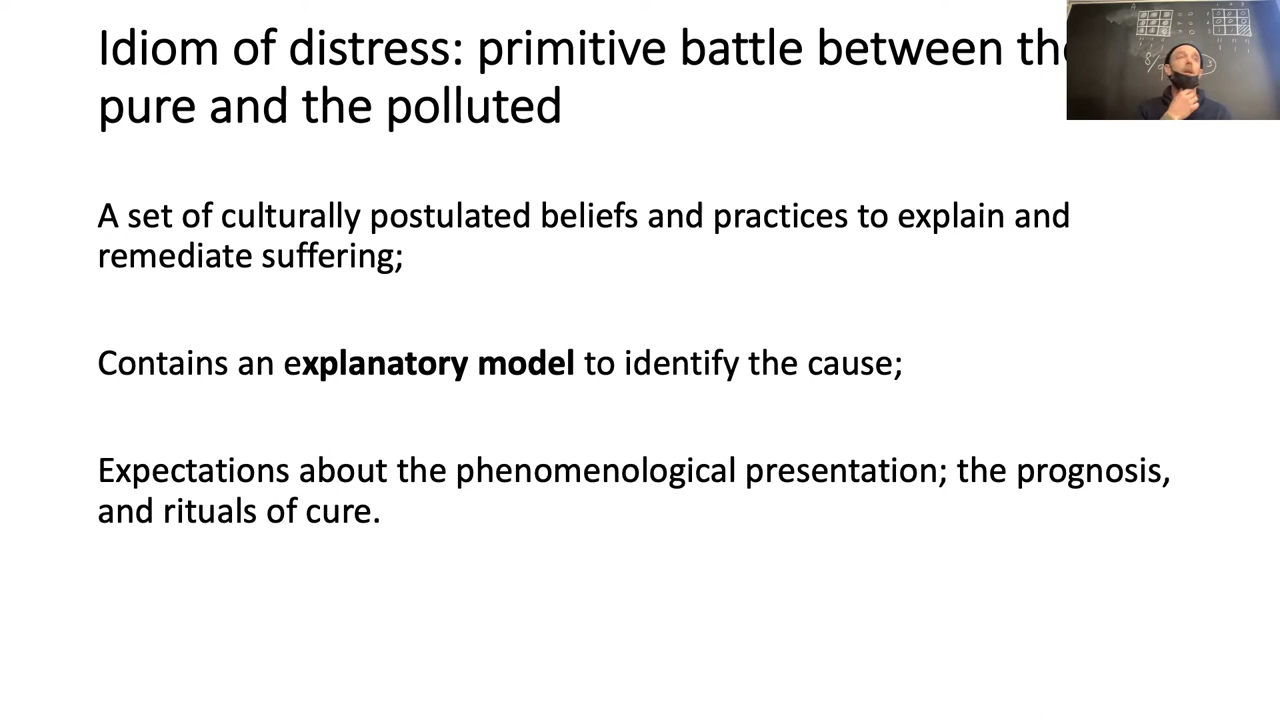 Idiom of distress: primitive battle between the
pure and the polluted
A set of culturally postulated beliefs and practices to explain and
remediate suffering;
Contains an explanatory model to identify the cause;
Expectations about the phenomenological presentation; the prognosis,
and rituals of cure.